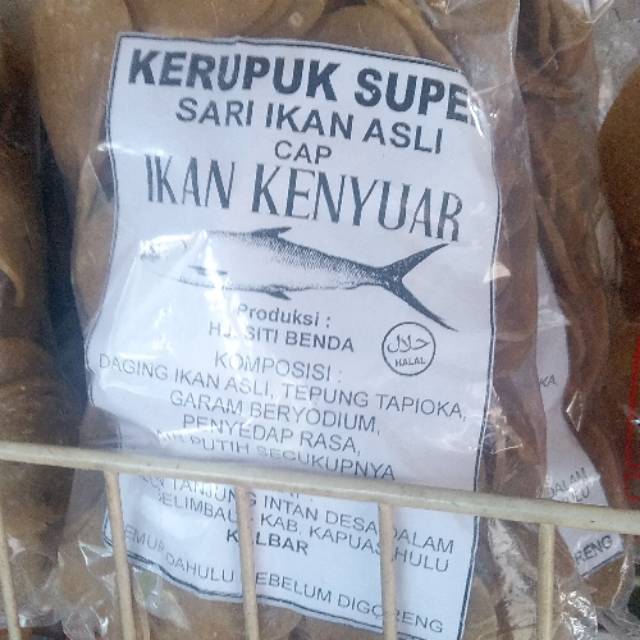 KERUPUK SUPE
SARI IKAN ASLI
CAP
IKAN KENYUAR
Produksi :
HJ. SITI BENDA
HALAL
KOMPOSISI :
DAGING IKAN ASLI, TEPUNG TAPIOKA,
GARAM BERYODIUM,
PENYEDAP RASA,
PUTIH SECUKUPNYA
TANJUNG INTAN DESA DALAM
SELIMBAU KAB. KAPUAS HULU
KALBAR
JEMUR DAHULU SEBELUM DIGORENG